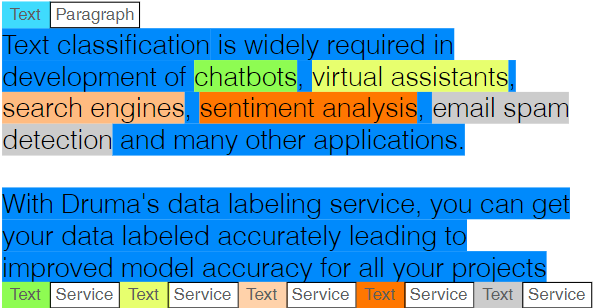 Text Paragraph
Text classification is widely required in
development of chatbots, virtual assistants,
search engines, sentiment analysis, email spam
detection and many other applications.
With Druma's data labeling service, you can get
your data labeled accurately leading to
improved model accuracy for all your projects
Text Service Text Service Text Service Text Service Text Service